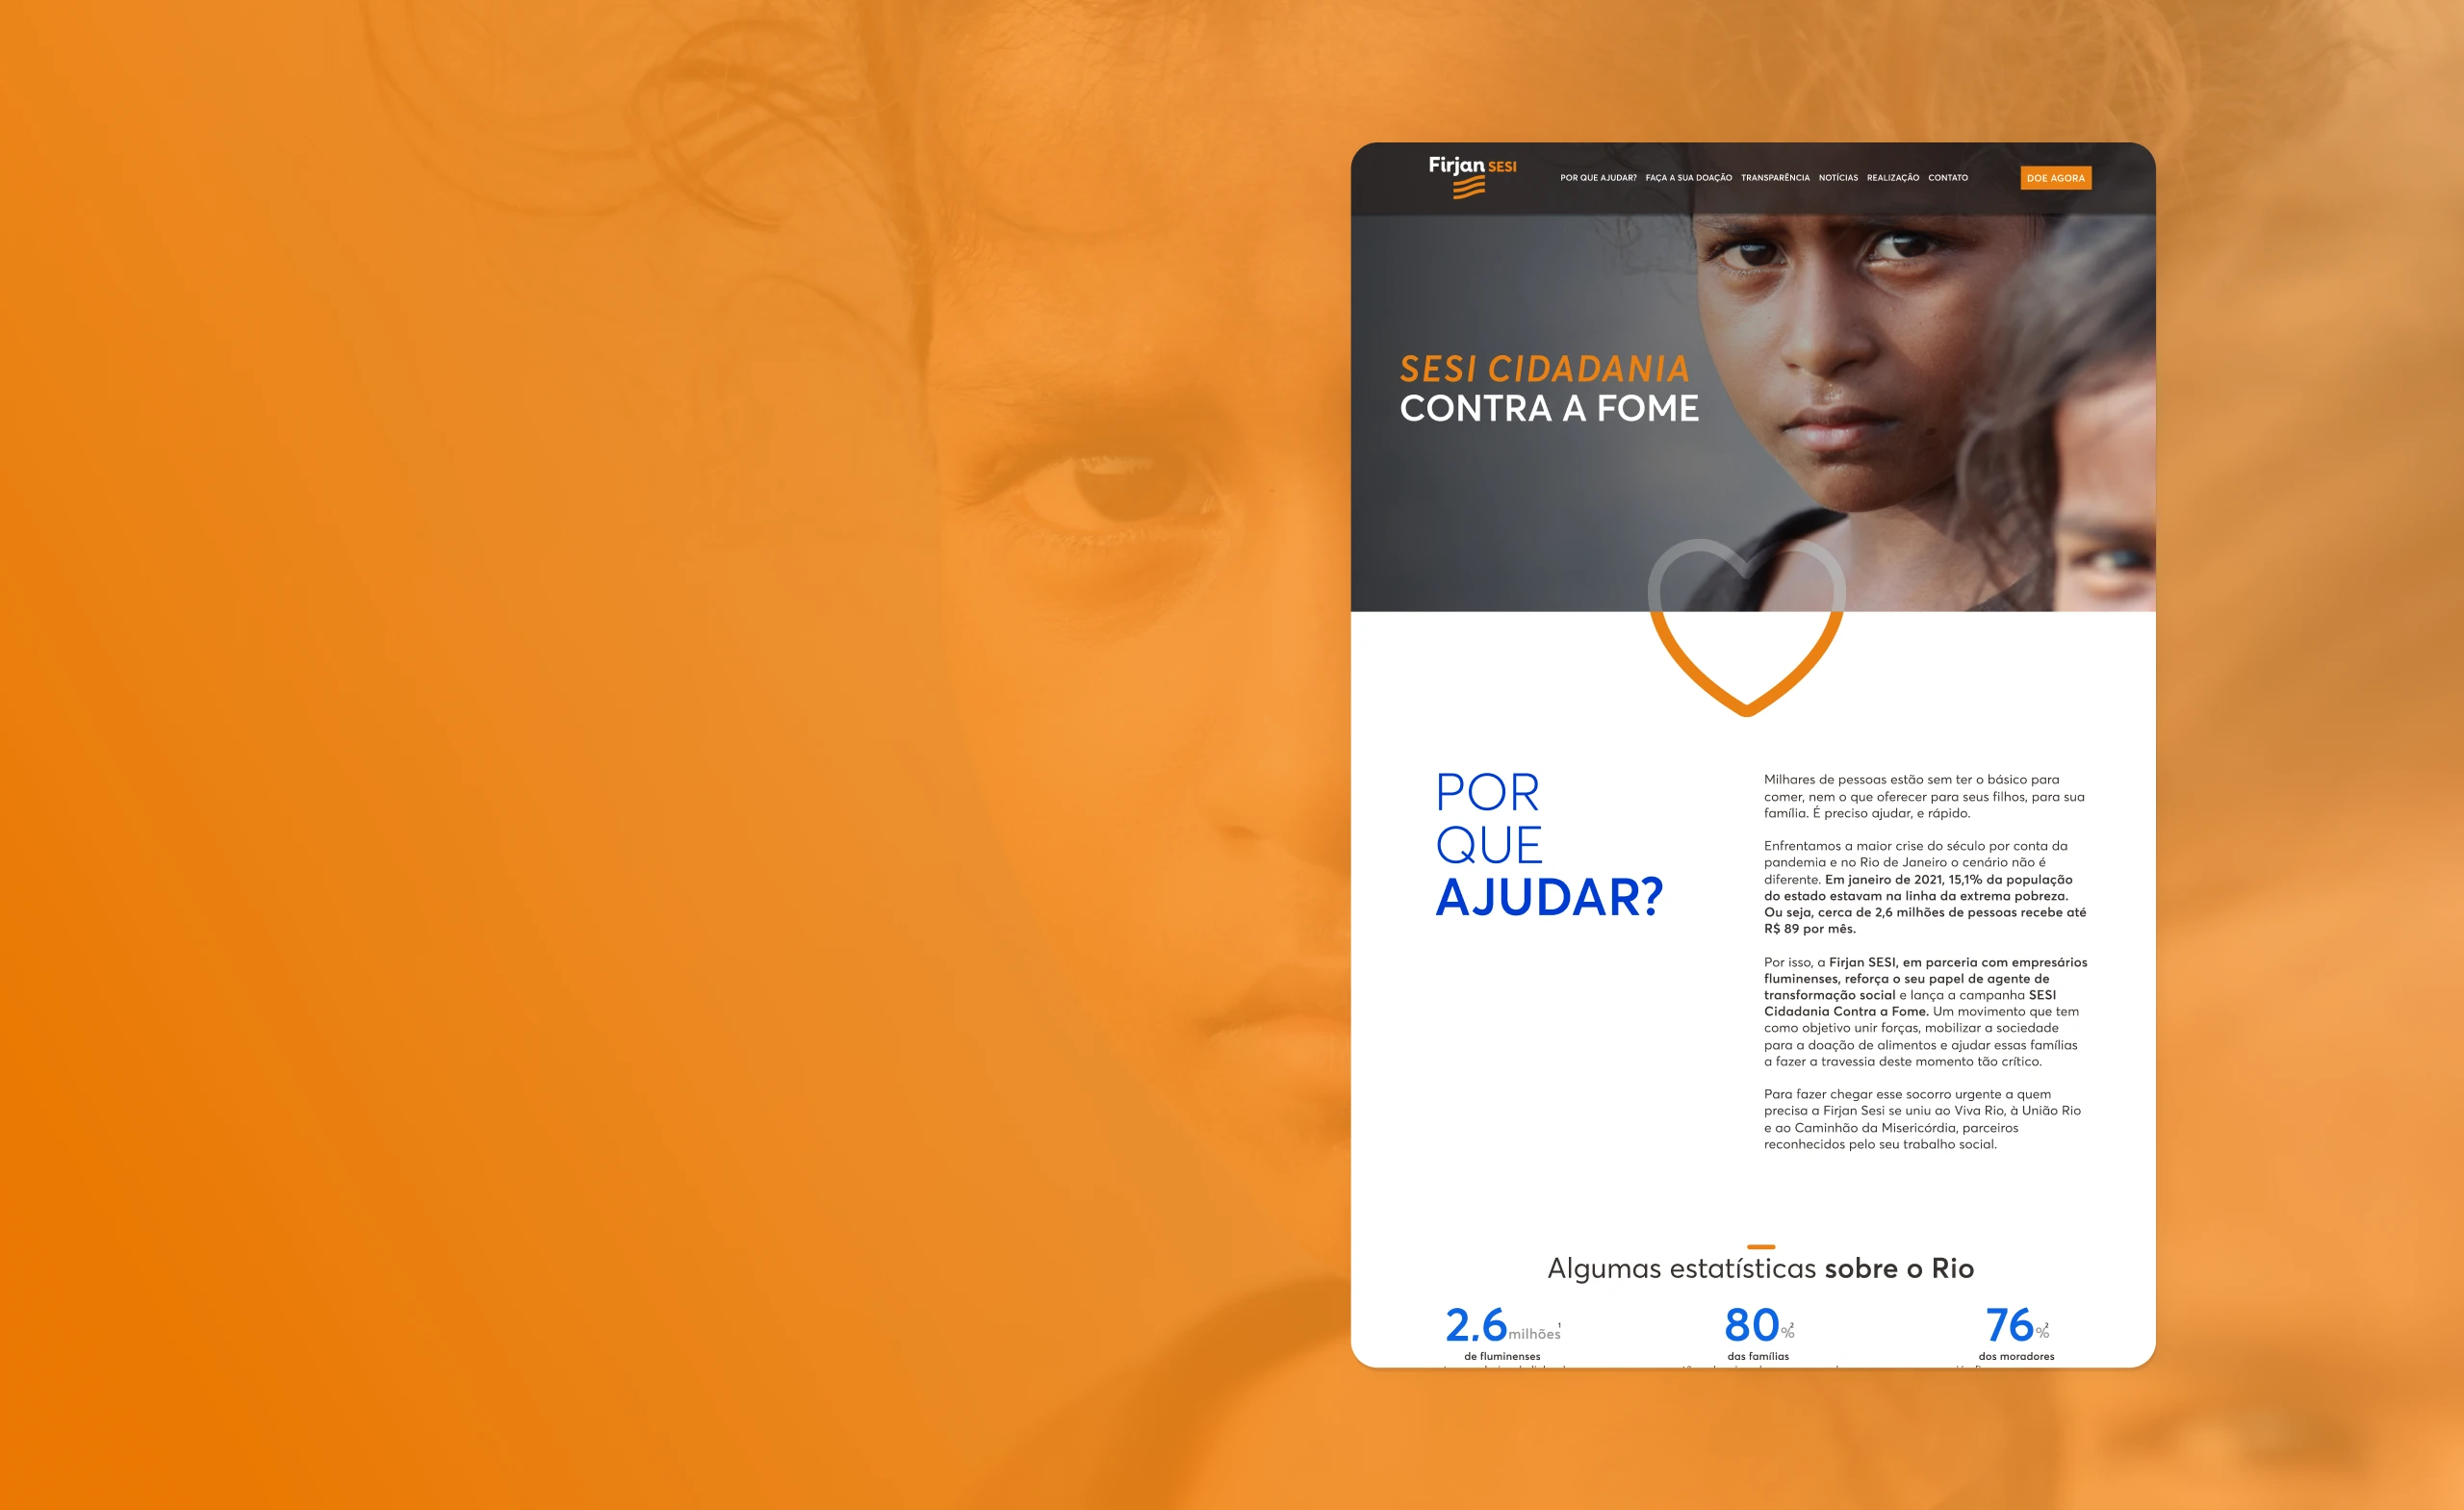 Firjan SESI
POR QUE AJUDAR? FAÇA A SUA DOAÇÃO TRANSPARÊNCIA NOTÍCIAS REALIZAÇÃO CONTATO
DOE AGORA
SESI CIDADANIA
CONTRA A FOME
POR
QUE
AJUDAR?
Milhares de pessoas estão sem ter o básico para
comer, nem o que oferecer para seus filhos, para sua
família. É preciso ajudar, e rápido.
Enfrentamos a maior crise do século por conta da
pandemia e no Rio de Janeiro o cenário não é
diferente. Em janeiro de 2021, 15,1% da população
do estado estavam na linha da extrema pobreza.
Ou seja, cerca de 2,6 milhões de pessoas recebe até
R$ 89 por mês.
Por isso, a Firjan SESI, em parceria com empresários
fluminenses, reforça o seu papel de agente de
transformação social e lança a campanha SESI
Cidadania Contra a Fome. Um movimento que tem
como objetivo unir forças, mobilizar a sociedade
para a doação de alimentos e ajudar essas famílias
a fazer a travessia deste momento tão crítico.
Para fazer chegar esse socorro urgente a quem
precisa a Firjan Sesi se uniu ao Viva Rio, à União Rio
e ao Caminhão da Misericórdia, parceiros
reconhecidos pelo seu trabalho social.
Algumas estatísticas sobre o Rio
2,6 milhões¹
de fluminenses
80%²
das famílias
76%²
dos moradores